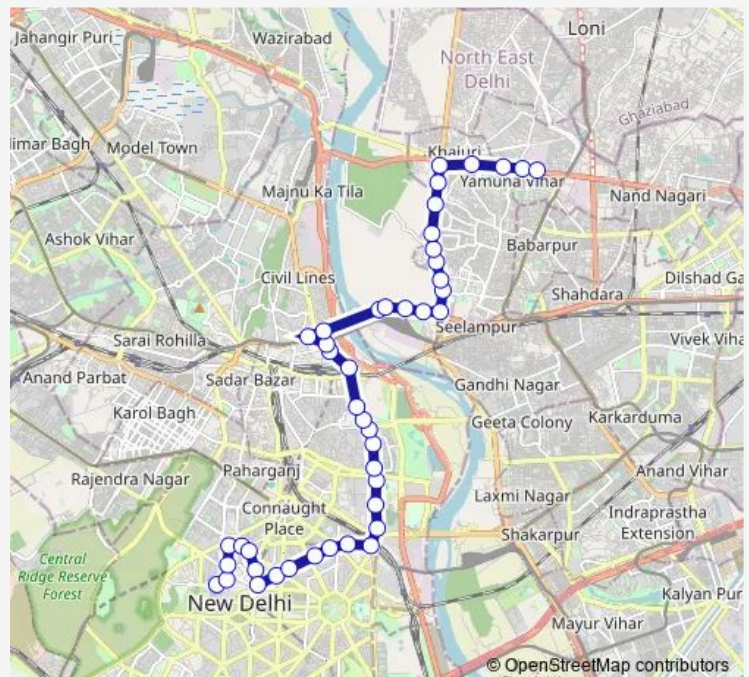 Loni
Jahangir Puri
Wazirabad
North East
Delhi
Ghaziabad
limar Bagh
Model Town
Khajuri
Yamuna Vihar
Majnu Ka Tila
Nand Nagari
Ashok Vihar
Babarpur
Civil Lines
Dilshad Ga
Shahdara
Seelampur
Sarai Rohilla
Vivek Viha
Anand Parbat
Sadar Bazar
Gandhi Nagar
Karol Bagh
Geeta Colony
Karkarduma
Paharganj
Rajendra Nagar
Anand Vihar
Laxmi Nagar
Connaught
Place
Indraprastha
Extension
Shakarpur
Central
Ridge Reserve
Forest
New Delhi
Kalyan Pur
Mayur Vihar
© OpenStreetMap contributors